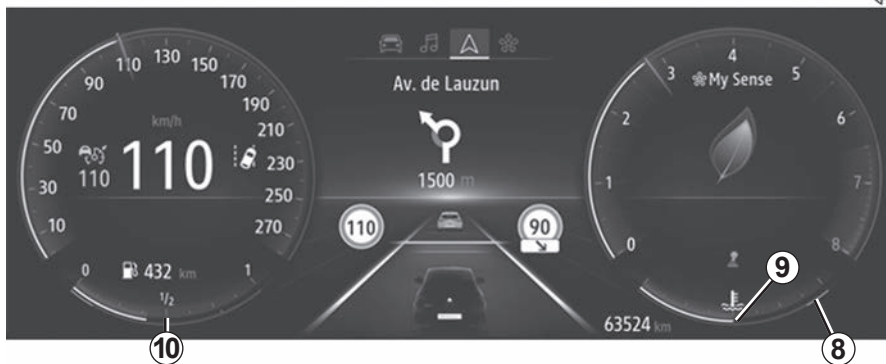 110 130
90 150
170
70 190
km/h 210
50 110 110 230
30 250
10 270
0 432 km 1
1/2
10
Av. de Lauzun
1500 m
110 90
63524 km
4
3 My Sense 5
2 6
1 7
0 8
9
8